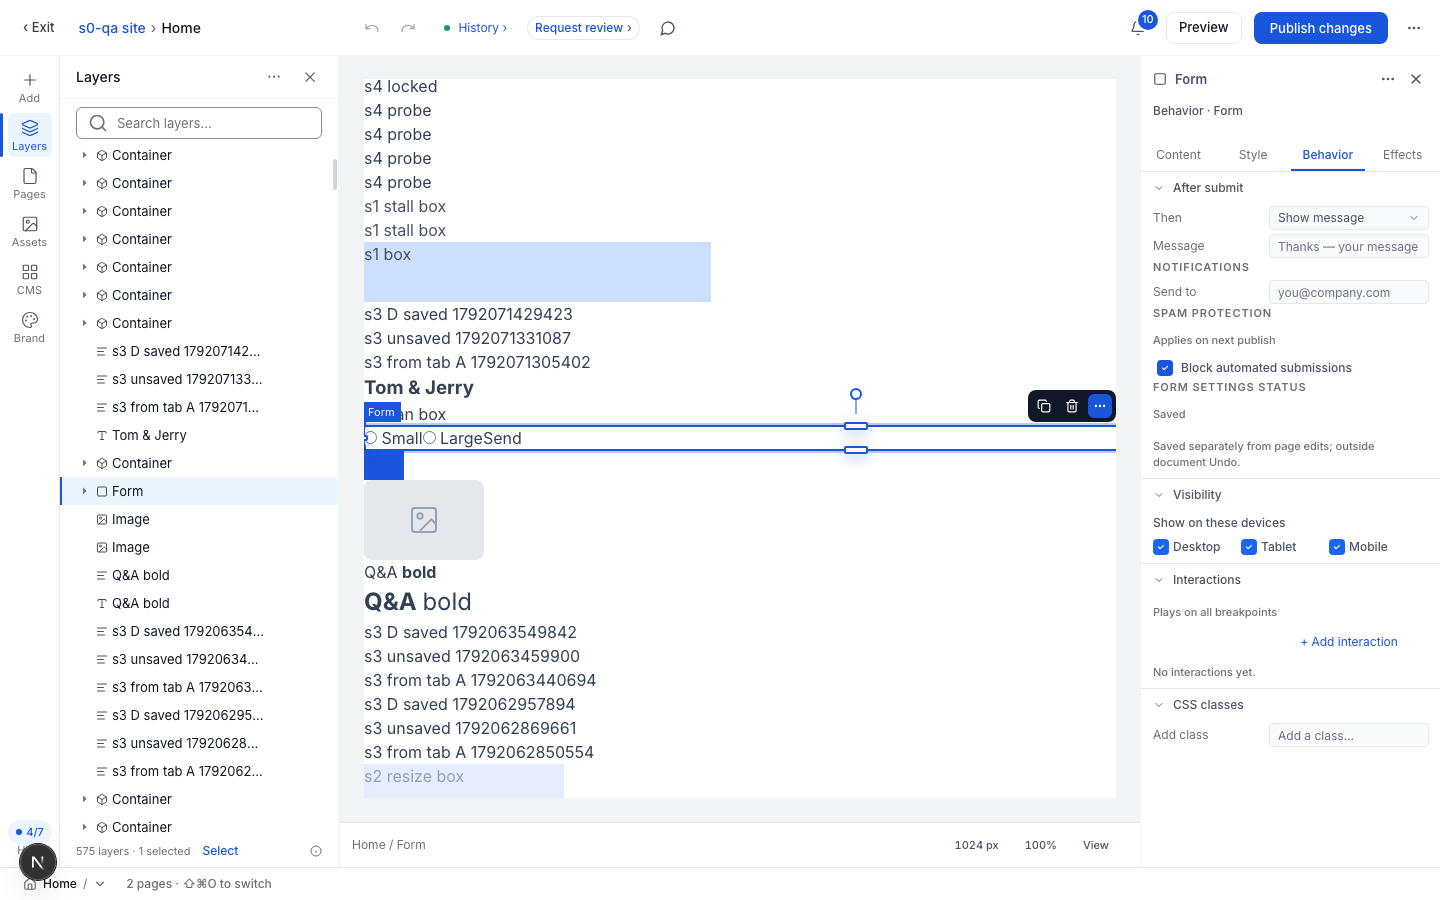 Exit
s0-qa site › Home
History ›
Request review ›
10
Preview
Publish changes
Add
Layers
Pages
Assets
CMS
Brand
4/7
N
Layers
Search layers...
Container
Container
Container
Container
Container
Container
Container
s3 D saved 179207142...
s3 unsaved 179207133...
s3 from tab A 1792071...
Tom & Jerry
Container
Form
Image
Image
Q&A bold
Q&A bold
s3 D saved 179206354...
s3 unsaved 17920634...
s3 from tab A 1792063...
s3 D saved 179206295...
s3 unsaved 17920628...
s3 from tab A 1792062...
Container
Container
575 layers · 1 selected
Select
s4 locked
s4 probe
s4 probe
s4 probe
s4 probe
s1 stall box
s1 stall box
s1 box
s3 D saved 1792071429423
s3 unsaved 1792071331087
s3 from tab A 1792071305402
Tom & Jerry
Form
an box
Small LargeSend
Q&A bold
Q&A bold
s3 D saved 1792063549842
s3 unsaved 1792063459900
s3 from tab A 1792063440694
s3 D saved 1792062957894
s3 unsaved 1792062869661
s3 from tab A 1792062850554
s2 resize box
Home / Form
1024 px
100%
View
Form
Behavior · Form
Content
Style
Behavior
Effects
After submit
Then
Show message
Message
Thanks — your message
NOTIFICATIONS
Send to
you@company.com
SPAM PROTECTION
Applies on next publish
Block automated submissions
FORM SETTINGS STATUS
Saved
Saved separately from page edits; outside
document Undo.
Visibility
Show on these devices
Desktop
Tablet
Mobile
Interactions
Plays on all breakpoints
+ Add interaction
No interactions yet.
CSS classes
Add class
Add a class...
Home /
2 pages · ⇧⌘O to switch